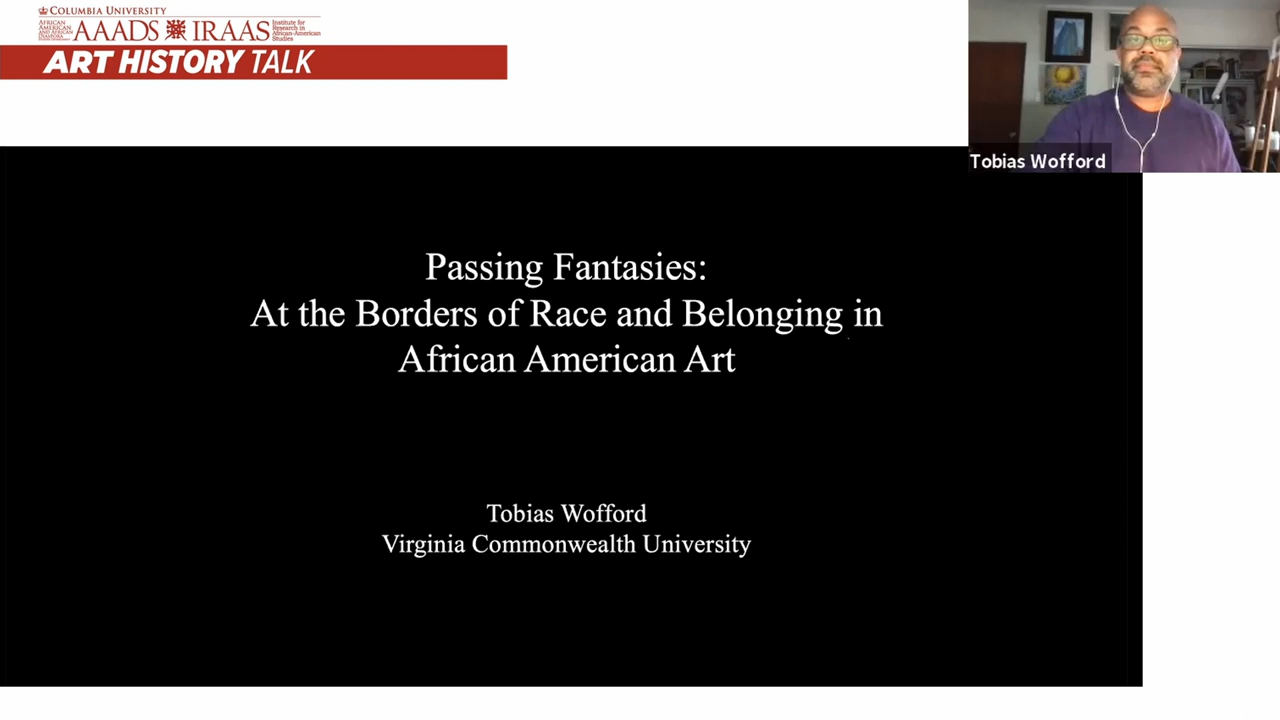 COLUMBIA UNIVERSITY
AFRICAN
AMERICAN
AND AFRICAN
DIASPORA
AAADS
IRAAS
Institute for
Research in
African-American
Studies
ART HISTORY TALK
Tobias Wofford
Passing Fantasies:
At the Borders of Race and Belonging in
African American Art
Tobias Wofford
Virginia Commonwealth University